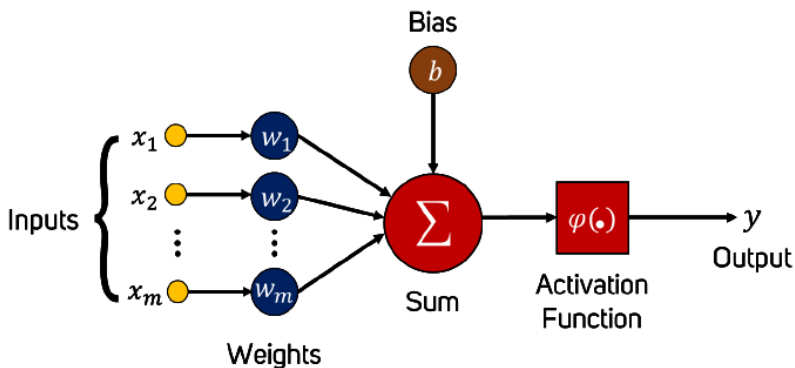 Bias
b
x₁ w₁
x₂ w₂
Inputs
Σ
φ(•)
y
Output
⋮ ⋮
xₘ wₘ
Sum
Activation
Function
Weights